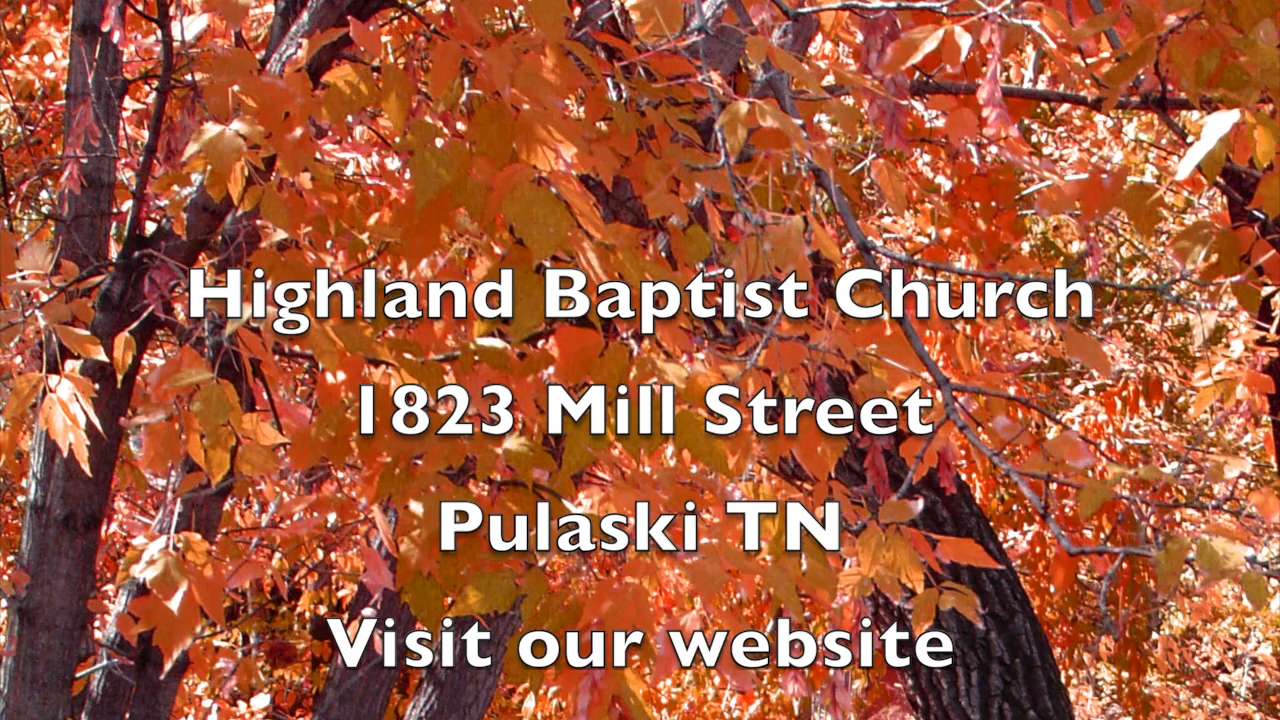 Highland Baptist Church
1823 Mill Street
Pulaski TN
Visit our website